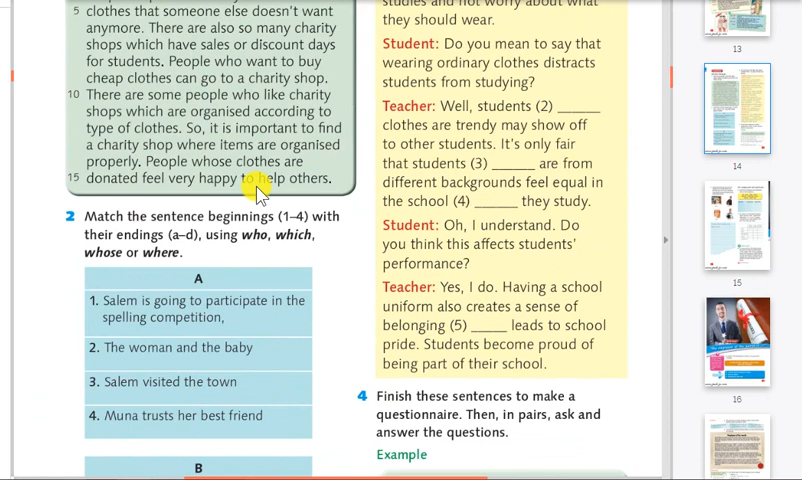 5 clothes that someone else doesn't want
anymore. There are also so many charity
shops which have sales or discount days
for students. People who want to buy
cheap clothes can go to a charity shop.
10 There are some people who like charity
shops which are organised according to
type of clothes. So, it is important to find
a charity shop where items are organised
properly. People whose clothes are
15 donated feel very happy to help others.
2 Match the sentence beginnings (1–4) with
their endings (a–d), using who, which,
whose or where.
A
1. Salem is going to participate in the
spelling competition,
2. The woman and the baby
3. Salem visited the town
4. Muna trusts her best friend
B
studies and not worry about what
they should wear.
Student: Do you mean to say that
wearing ordinary clothes distracts
students from studying?
Teacher: Well, students (2) ______
clothes are trendy may show off
to other students. It's only fair
that students (3) ______ are from
different backgrounds feel equal in
the school (4) ______ they study.
Student: Oh, I understand. Do
you think this affects students'
performance?
Teacher: Yes, I do. Having a school
uniform also creates a sense of
belonging (5) _____ leads to school
pride. Students become proud of
being part of their school.
4 Finish these sentences to make a
questionnaire. Then, in pairs, ask and
answer the questions.
Example
13
14
15
16